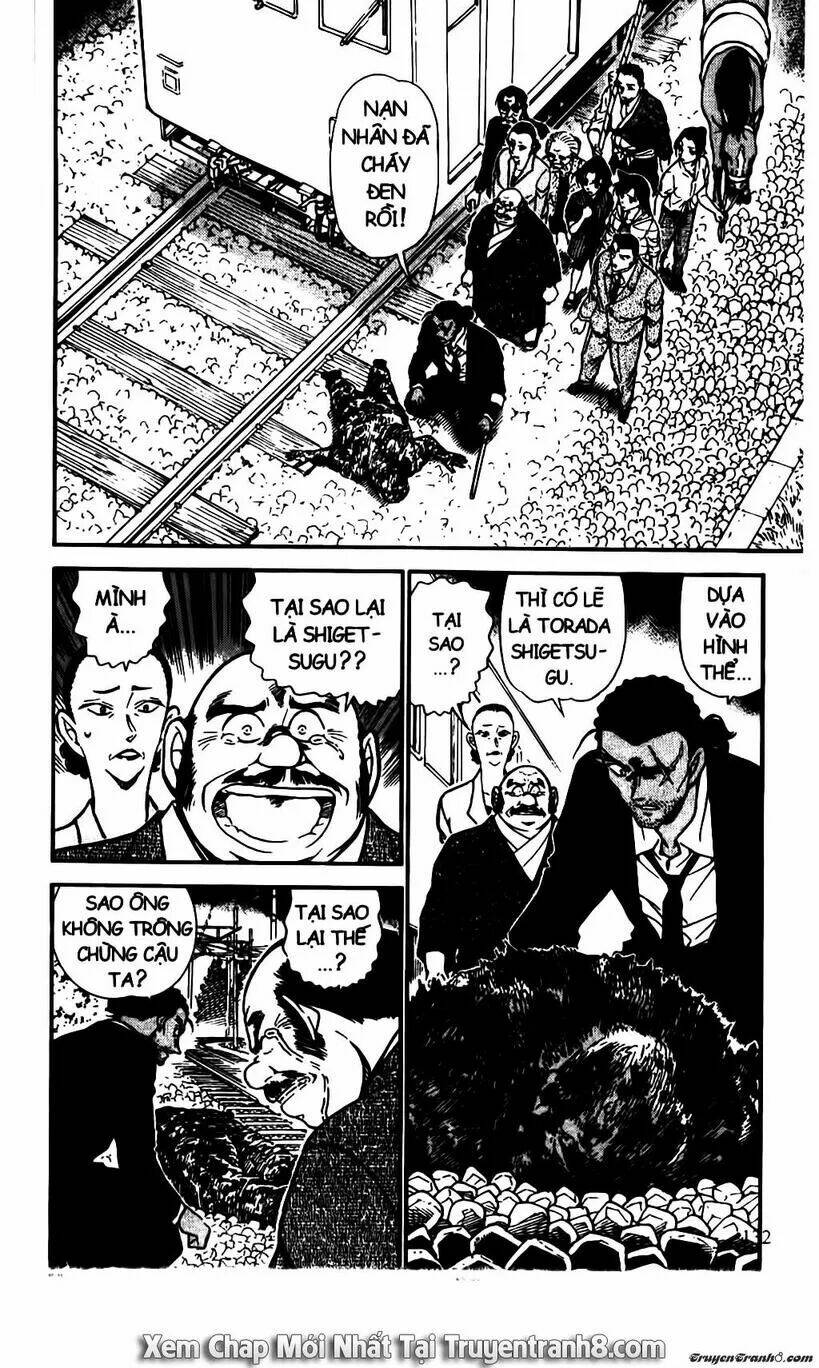 NẠN
NHÂN ĐÃ
CHÁY
ĐEN
RỒI!
DỰA
VÀO
HÌNH
THỂ...
THÌ CÓ LẼ
LÀ TORADA
SHIGETSU-
GU.
TẠI
SAO
...?
TẠI SAO LẠI
LÀ SHIGET-
SUGU??
MÌNH
À...
TẠI SAO
LẠI THẾ
...?
SAO ÔNG
KHÔNG TRÔNG
CHỪNG CẬU
TA?
Xem Chap Mới Nhất Tại Truyentranh8.com
TruyenTranh8.com